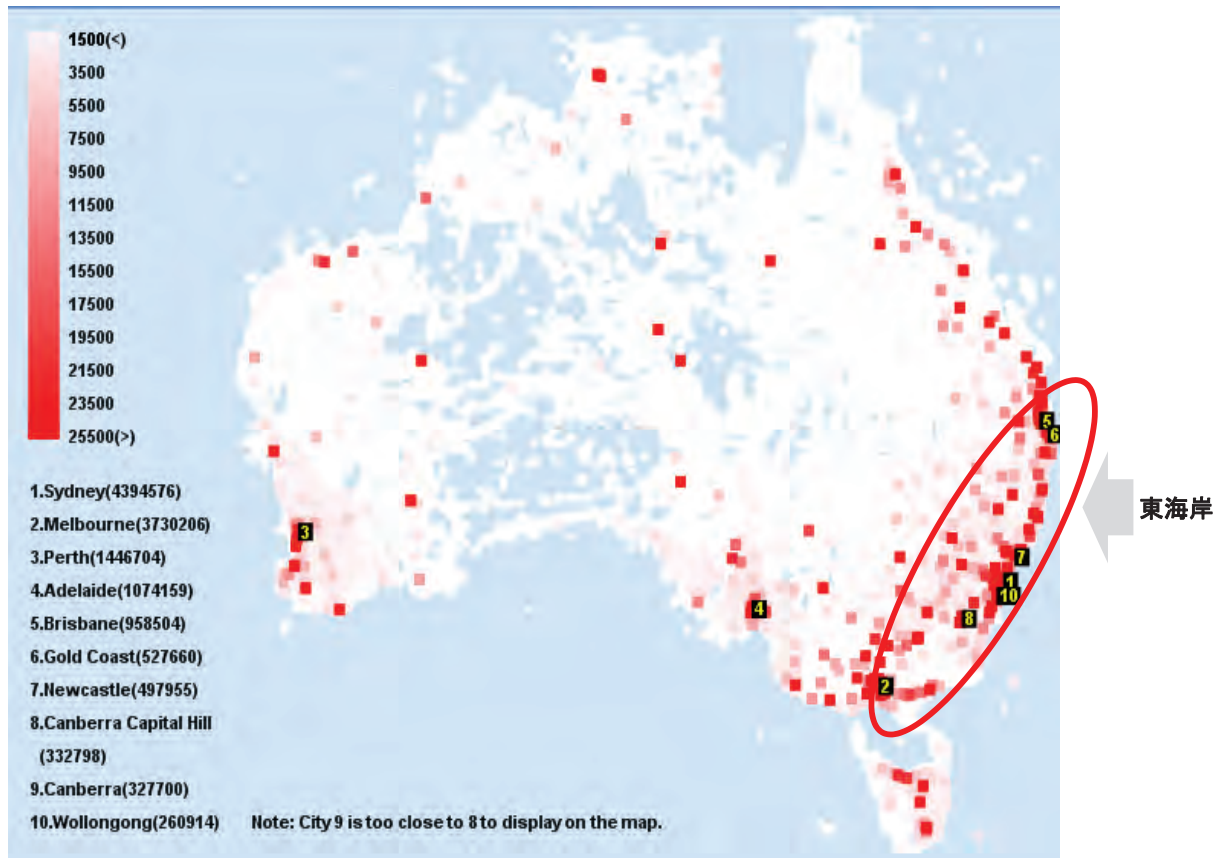 1500(<)
3500
5500
7500
9500
11500
13500
15500
17500
19500
21500
23500
25500(>)
1.Sydney(4394576)
2.Melbourne(3730206)
3.Perth(1446704)
4.Adelaide(1074159)
5.Brisbane(958504)
6.Gold Coast(527660)
7.Newcastle(497955)
8.Canberra Capital Hill
(332798)
9.Canberra(327700)
10.Wollongong(260914)
Note: City 9 is too close to 8 to display on the map.
5
6
3
7
1
10
4
8
2
東海岸